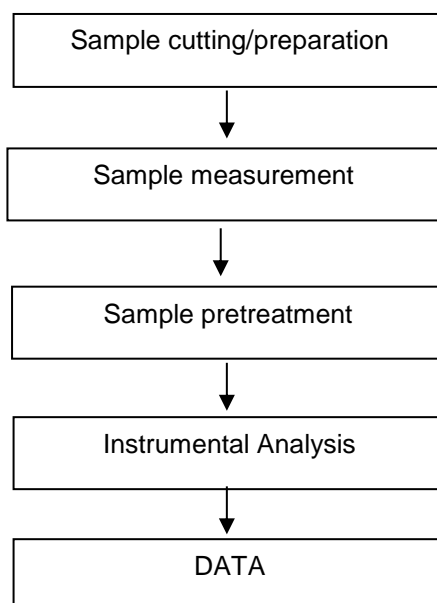 Sample cutting/preparation
Sample measurement
Sample pretreatment
Instrumental Analysis
DATA